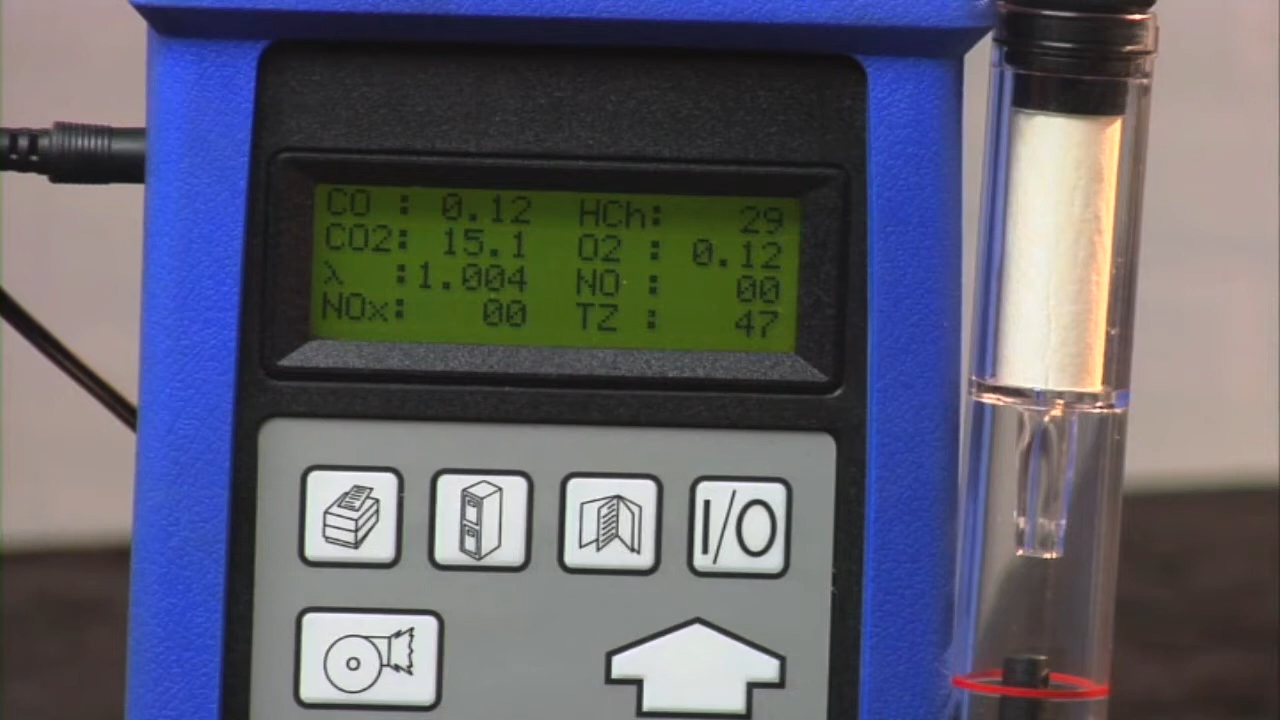 CO : 0.12 HCh: 29
CO2: 15.1 O2 : 0.12
λ :1.004 NO : 00
NOx: 00 TZ : 47
I/O